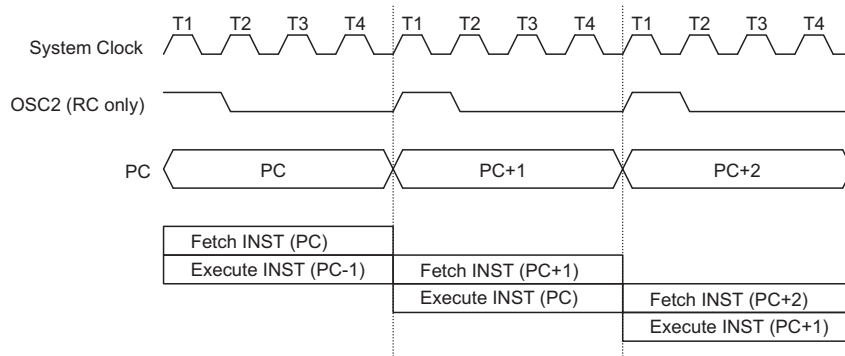 T1 T2 T3 T4 T1 T2 T3 T4 T1 T2 T3 T4
System Clock
OSC2 (RC only)
PC PC PC+1 PC+2
Fetch INST (PC)
Execute INST (PC-1) Fetch INST (PC+1)
Execute INST (PC) Fetch INST (PC+2)
Execute INST (PC+1)